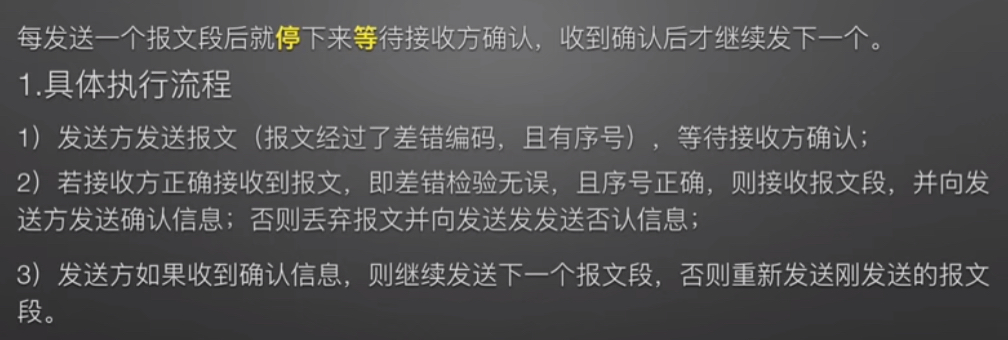 每发送一个报文段后就停下来等待接收方确认，收到确认后才继续发下一个。
1.具体执行流程
1）发送方发送报文（报文经过了差错编码，且有序号），等待接收方确认；
2）若接收方正确接收到报文，即差错检验无误，且序号正确，则接收报文段，并向发
送方发送确认信息；否则丢弃报文并向发送发发送否认信息；
3）发送方如果收到确认信息，则继续发送下一个报文段，否则重新发送刚发送的报文
段。